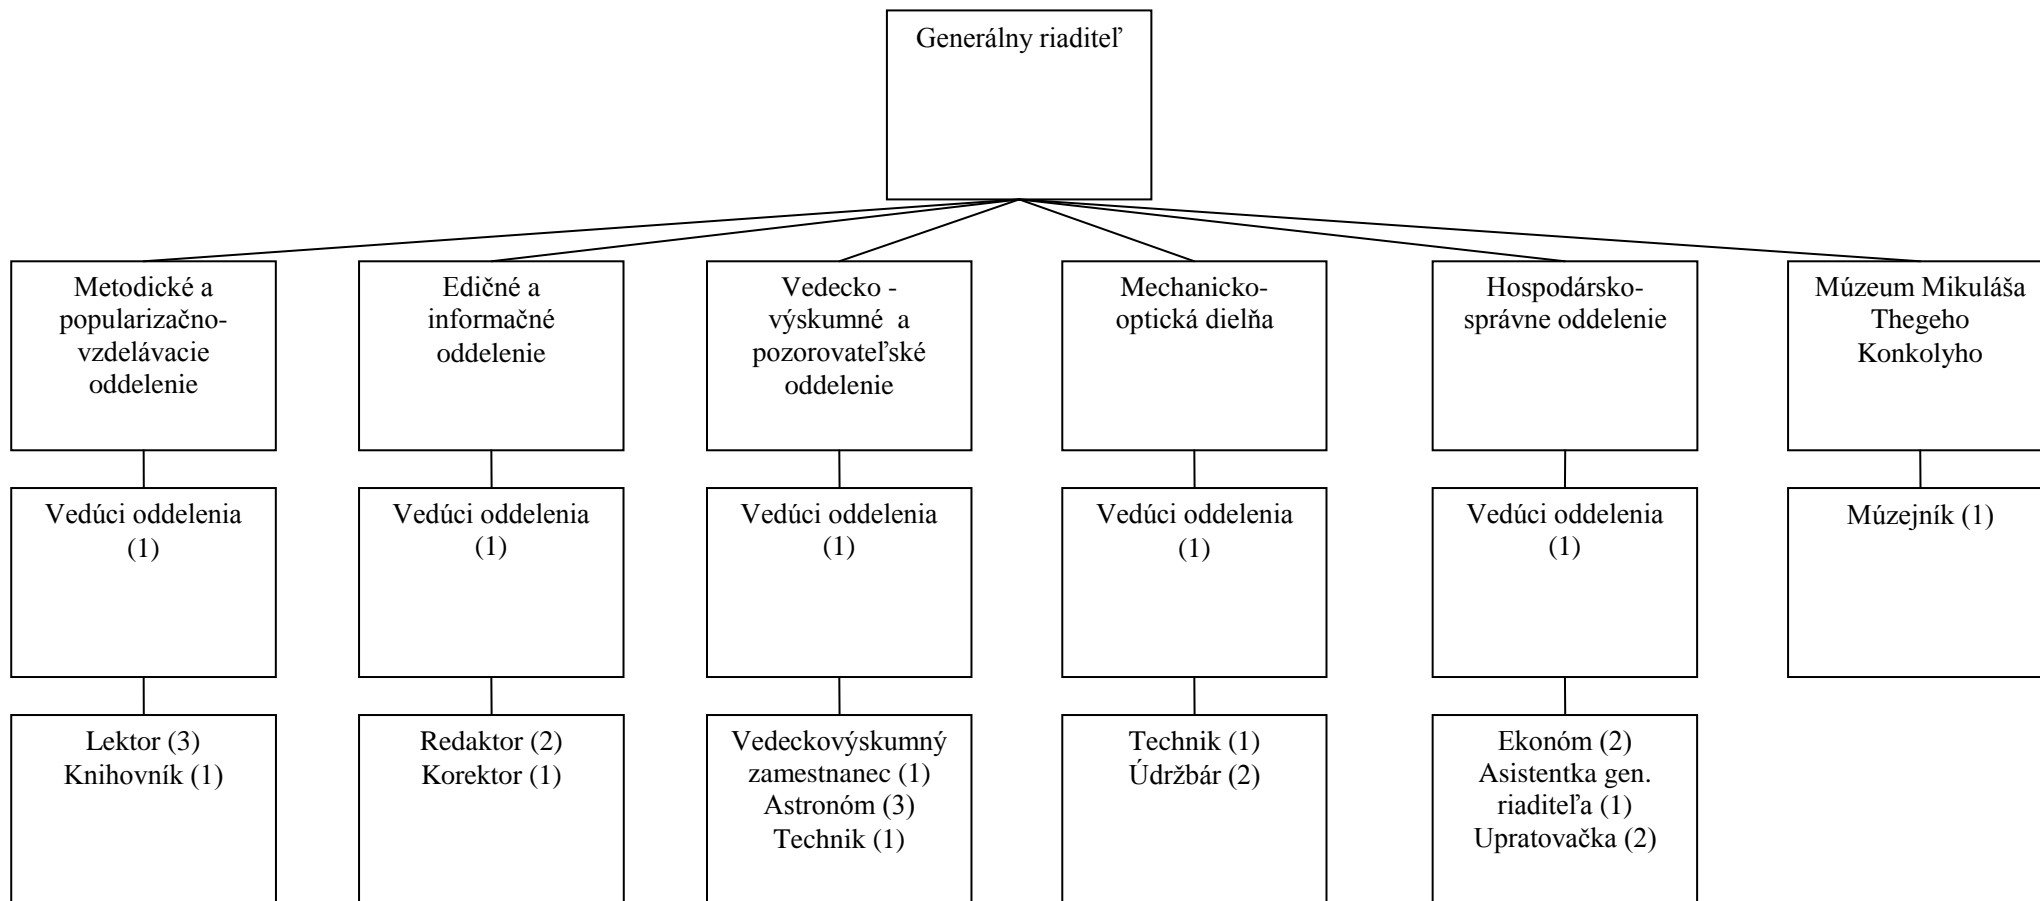 Generálny riaditeľ
Metodické a
popularizačno-
vzdelávacie
oddelenie
Edičné a
informačné
oddelenie
Vedecko -
výskumné a
pozorovateľské
oddelenie
Mechanicko-
optická dielňa
Hospodársko-
správne oddelenie
Múzeum Mikuláša
Thegeho
Konkolyho
Vedúci oddelenia
(1)
Vedúci oddelenia
(1)
Vedúci oddelenia
(1)
Vedúci oddelenia
(1)
Vedúci oddelenia
(1)
Múzejník (1)
Lektor (3)
Knihovník (1)
Redaktor (2)
Korektor (1)
Vedeckovýskumný
zamestnanec (1)
Astronóm (3)
Technik (1)
Technik (1)
Údržbár (2)
Ekonóm (2)
Asistentka gen.
riaditeľa (1)
Upratovačka (2)